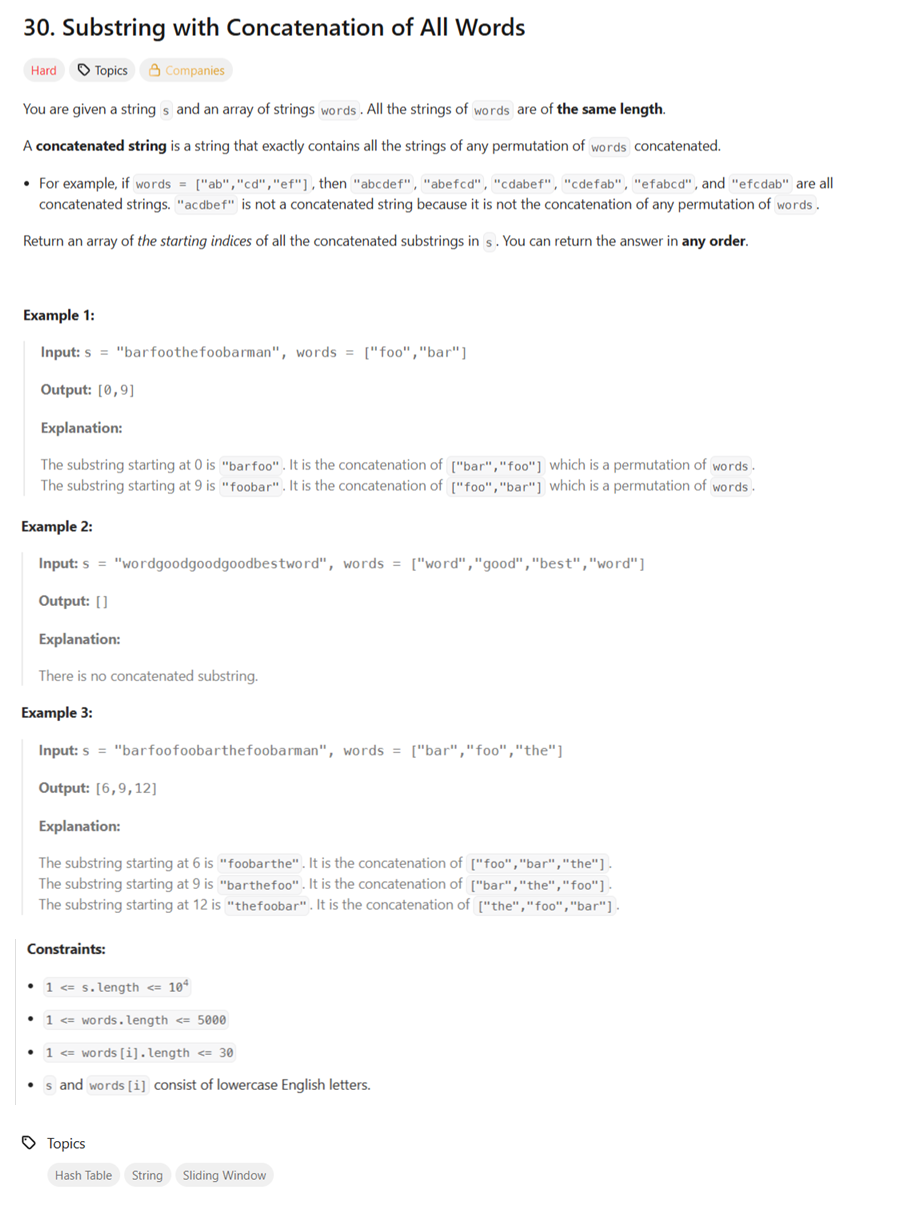 30. Substring with Concatenation of All Words
Hard Topics Companies
You are given a string s and an array of strings words. All the strings of words are of the same length.
A concatenated string is a string that exactly contains all the strings of any permutation of words concatenated.
• For example, if words = ["ab","cd","ef"], then "abcdef", "abefcd", "cdabef", "cdefab", "efabcd", and "efcdab" are all
concatenated strings. "acdbef" is not a concatenated string because it is not the concatenation of any permutation of words.
Return an array of the starting indices of all the concatenated substrings in s. You can return the answer in any order.
Example 1:
Input: s = "barfoothefoobarman", words = ["foo","bar"]
Output: [0,9]
Explanation:
The substring starting at 0 is "barfoo". It is the concatenation of ["bar","foo"] which is a permutation of words.
The substring starting at 9 is "foobar". It is the concatenation of ["foo","bar"] which is a permutation of words.
Example 2:
Input: s = "wordgoodgoodgoodbestword", words = ["word","good","best","word"]
Output: []
Explanation:
There is no concatenated substring.
Example 3:
Input: s = "barfoofoobarthefoobarman", words = ["bar","foo","the"]
Output: [6,9,12]
Explanation:
The substring starting at 6 is "foobarthe". It is the concatenation of ["foo","bar","the"].
The substring starting at 9 is "barthefoo". It is the concatenation of ["bar","the","foo"].
The substring starting at 12 is "thefoobar". It is the concatenation of ["the","foo","bar"].
Constraints:
• 1 <= s.length <= 10⁴
• 1 <= words.length <= 5000
• 1 <= words[i].length <= 30
• s and words[i] consist of lowercase English letters.
Topics
Hash Table String Sliding Window